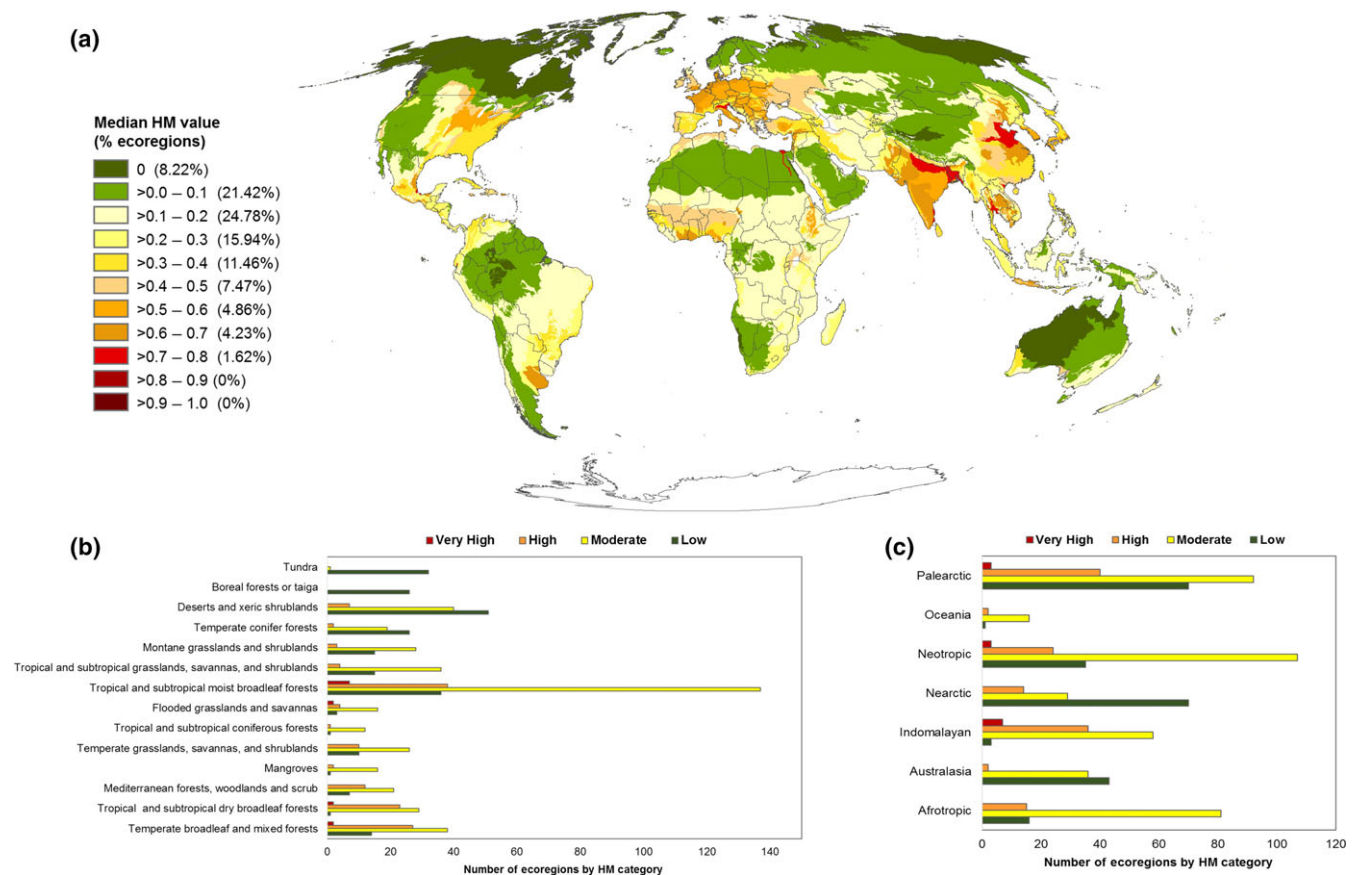 (a)
Median HM value
(% ecoregions)
0 (8.22%)
>0.0 – 0.1 (21.42%)
>0.1 – 0.2 (24.78%)
>0.2 – 0.3 (15.94%)
>0.3 – 0.4 (11.46%)
>0.4 – 0.5 (7.47%)
>0.5 – 0.6 (4.86%)
>0.6 – 0.7 (4.23%)
>0.7 – 0.8 (1.62%)
>0.8 – 0.9 (0%)
>0.9 – 1.0 (0%)
(b)
Very High High Moderate Low
Tundra
Boreal forests or taiga
Deserts and xeric shrublands
Temperate conifer forests
Montane grasslands and shrublands
Tropical and subtropical grasslands, savannas, and shrublands
Tropical and subtropical moist broadleaf forests
Flooded grasslands and savannas
Tropical and subtropical coniferous forests
Temperate grasslands, savannas, and shrublands
Mangroves
Mediterranean forests, woodlands and scrub
Tropical and subtropical dry broadleaf forests
Temperate broadleaf and mixed forests
0 20 40 60 80 100 120 140
Number of ecoregions by HM category
(c)
Very High High Moderate Low
Palearctic
Oceania
Neotropic
Nearctic
Indomalayan
Australasia
Afrotropic
0 20 40 60 80 100 120
Number of ecoregions by HM category